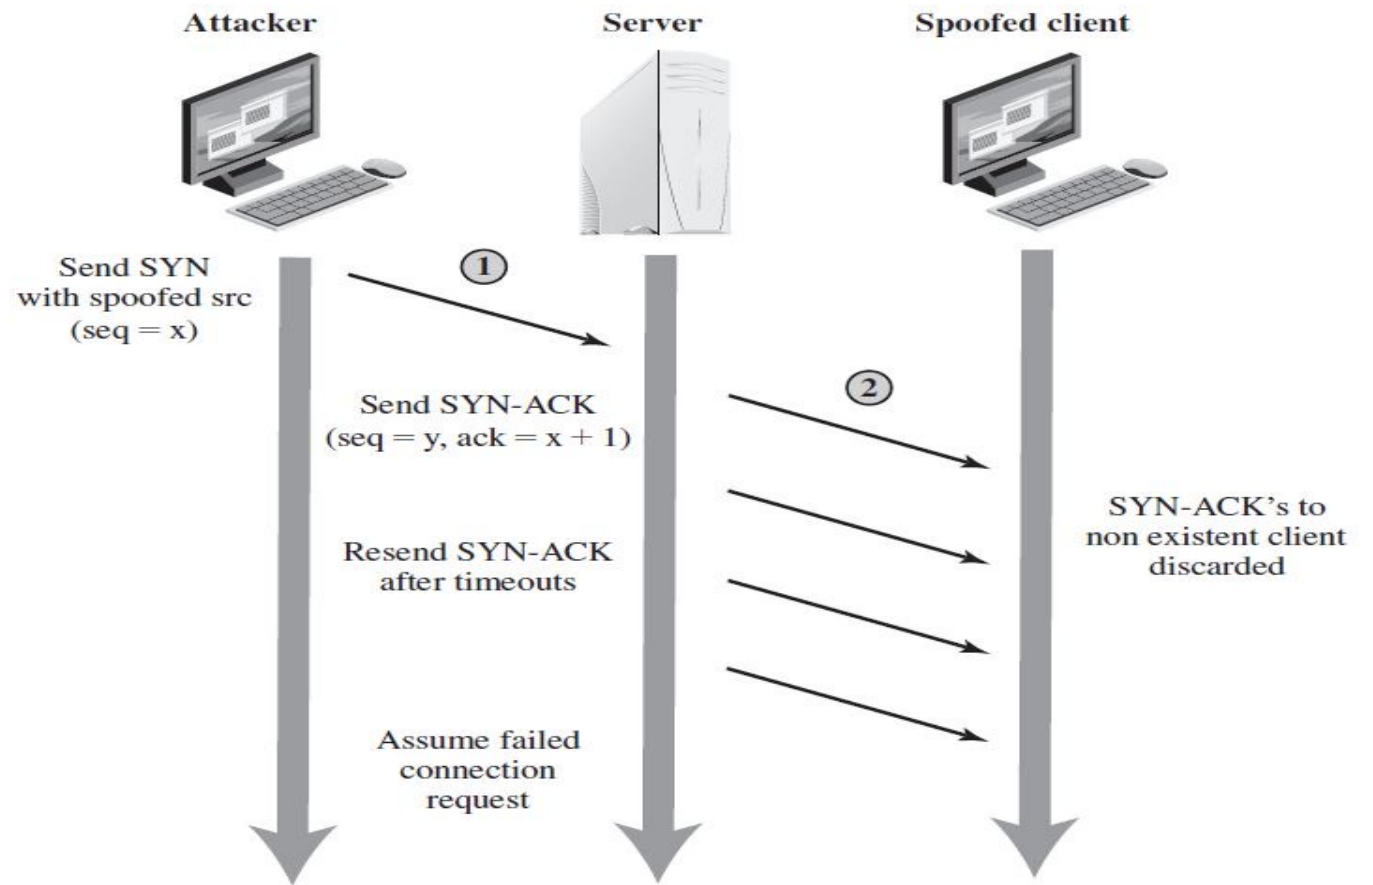 Attacker
Server
Spoofed client
Send SYN
with spoofed src
(seq = x)
1
2
Send SYN-ACK
(seq = y, ack = x + 1)
SYN-ACK’s to
non existent client
discarded
Resend SYN-ACK
after timeouts
Assume failed
connection
request